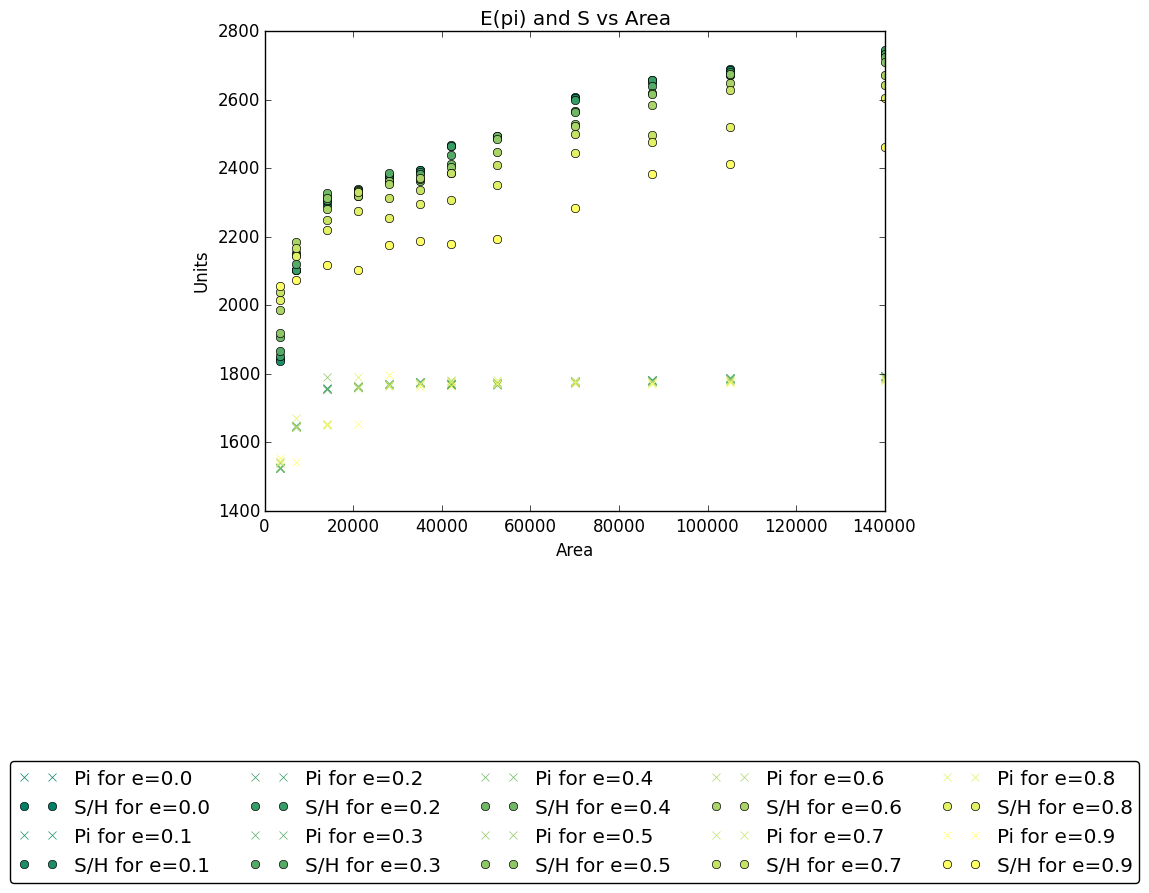 E(pi) and S vs Area
2800
2600
2400
2200
2000
1800
1600
1400
Units
0 20000 40000 60000 80000 100000 120000 140000
Area
Pi for e=0.0 Pi for e=0.2 Pi for e=0.4 Pi for e=0.6 Pi for e=0.8
S/H for e=0.0 S/H for e=0.2 S/H for e=0.4 S/H for e=0.6 S/H for e=0.8
Pi for e=0.1 Pi for e=0.3 Pi for e=0.5 Pi for e=0.7 Pi for e=0.9
S/H for e=0.1 S/H for e=0.3 S/H for e=0.5 S/H for e=0.7 S/H for e=0.9